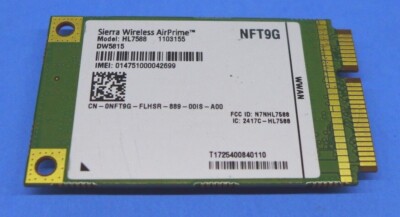 Sierra Wireless AirPrime™
NFT9G
Model: HL7588 1103155
DW5815
IMEI: 014751000042699
WWAN
CN - 0NFT9G - FLHSR - 889 - 00IS - A00
FCC ID: N7NHL7588
IC: 2417C-HL7588
T1725400840110